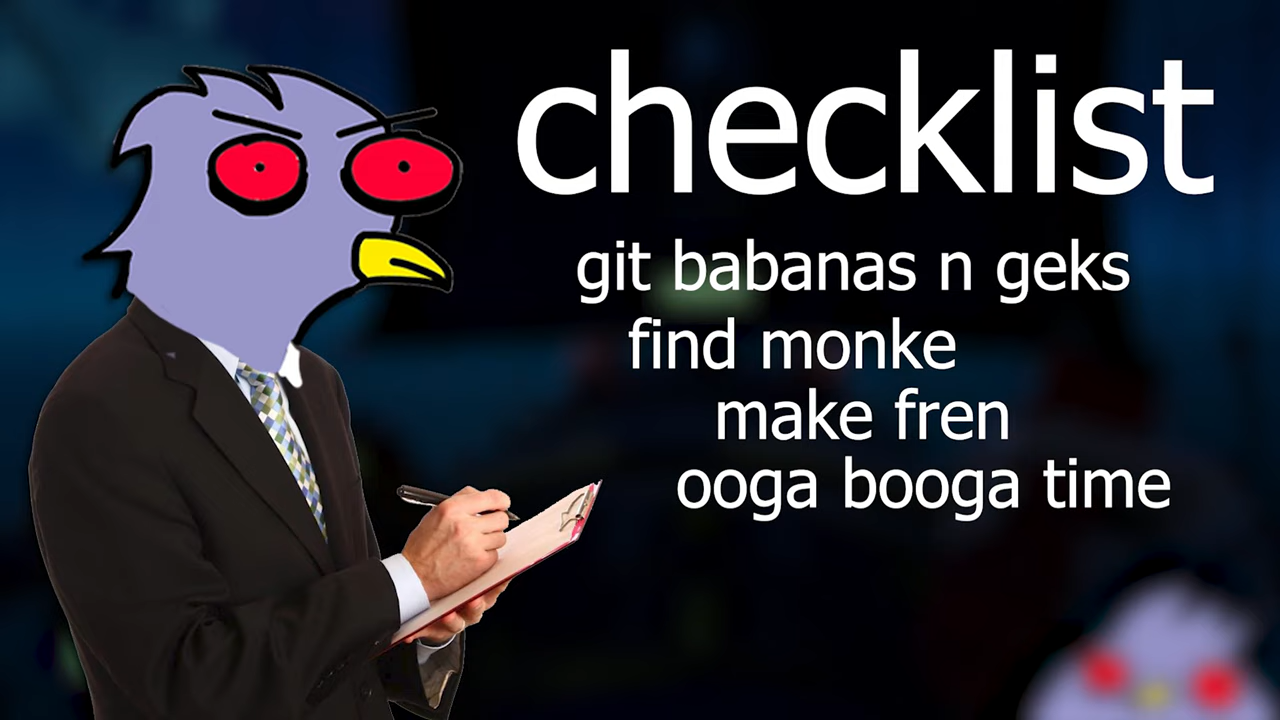 checklist
git babanas n geks
find monke
make fren
ooga booga time